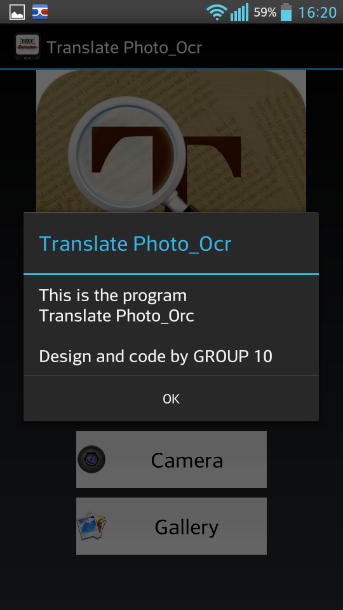 59% 16:20
Translate Photo_Ocr
Translate Photo_Ocr
This is the program
Translate Photo_Orc
Design and code by GROUP 10
OK
Camera
Gallery